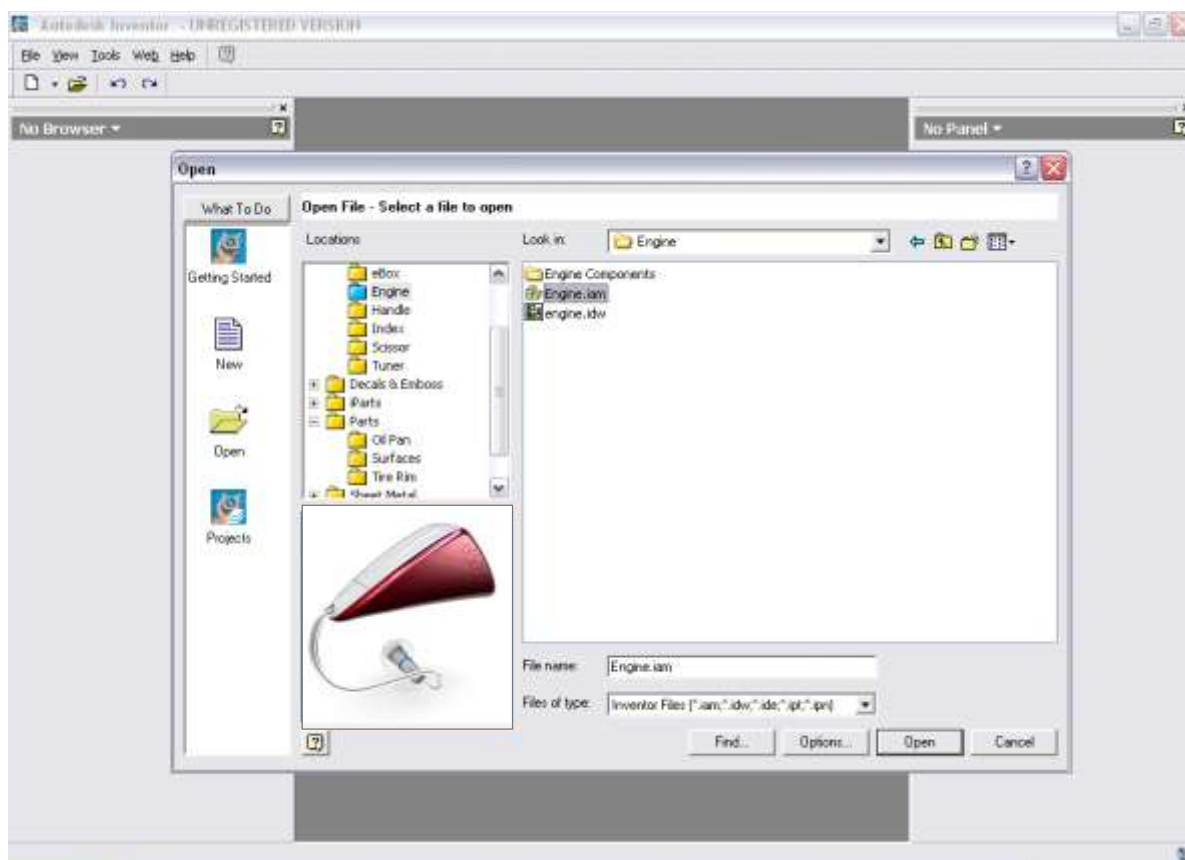 Autodesk Inventor - UNREGISTERED VERSION
File View Tools Web Help
No Browser
No Panel
Open
What To Do
Open File - Select a file to open
Locations
Look in:
Engine
Getting Started
New
Open
Projects
eBox
Engine
Handle
Index
Scissor
Tuner
Decals & Emboss
iParts
Parts
Oil Pan
Surfaces
Tire Rim
Sheet Metal
Engine Components
Engine.iam
engine.idw
File name:
Engine.iam
Files of type:
Inventor Files (*.iam;*.idw;*.ide;*.ipt;*.ipn)
Find...
Options...
Open
Cancel